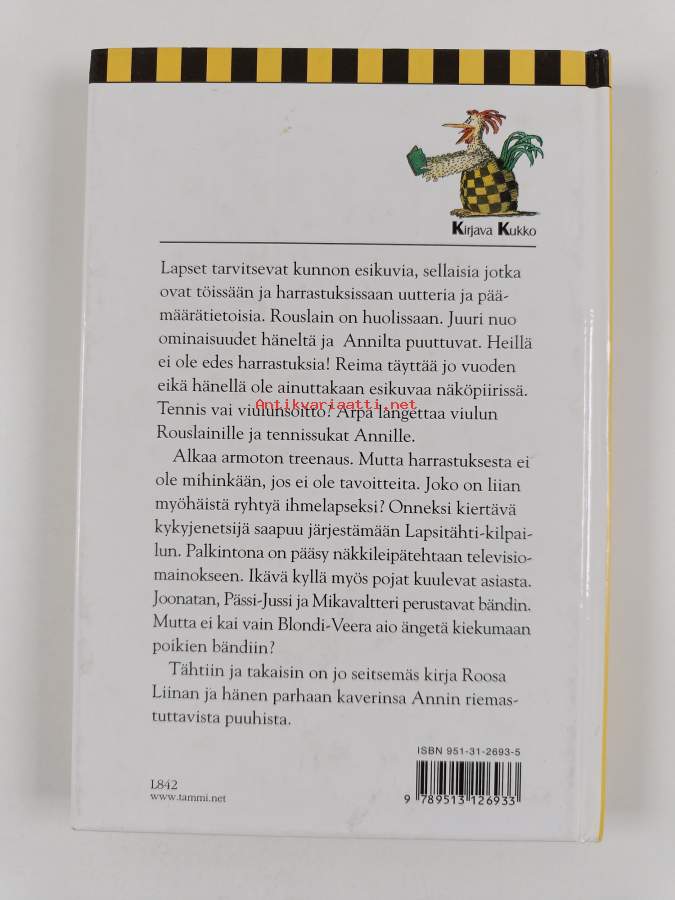 Kirjava Kukko
Lapset tarvitsevat kunnon esikuvia, sellaisia jotka
ovat töissään ja harrastuksissaan uutteria ja pää-
määrätietoisia. Rouslain on huolissaan. Juuri nuo
ominaisuudet häneltä ja Annilta puuttuvat. Heillä
ei ole edes harrastuksia! Reima täyttää jo vuoden
eikä hänellä ole ainuttakaan esikuvaa näköpiirissä.
Antikvariaatti.net
Tennis vai viulunsoitto? Arpa langettaa viulun
Rouslainille ja tennissukat Annille.
Alkaa armoton treenaus. Mutta harrastuksesta ei
ole mihinkään, jos ei ole tavoitteita. Joko on liian
myöhäistä ryhtyä ihmelapseksi? Onneksi kiertävä
kykyjenetsijä saapuu järjestämään Lapsitähti-kilpai-
lun. Palkintona on pääsy näkkileipätehtaan televisio-
mainokseen. Ikävä kyllä myös pojat kuulevat asiasta.
Joonatan, Pässi-Jussi ja Mikavaltteri perustavat bändin.
Mutta ei kai vain Blondi-Veera aio ängetä kiekumaan
poikien bändiin?
Tähtiin ja takaisin on jo seitsemäs kirja Roosa
Liinan ja hänen parhaan kaverinsa Annin riemas-
tuttavista puuhista.
ISBN 951-31-2693-5
L842
www.tammi.net
9 789513 126933